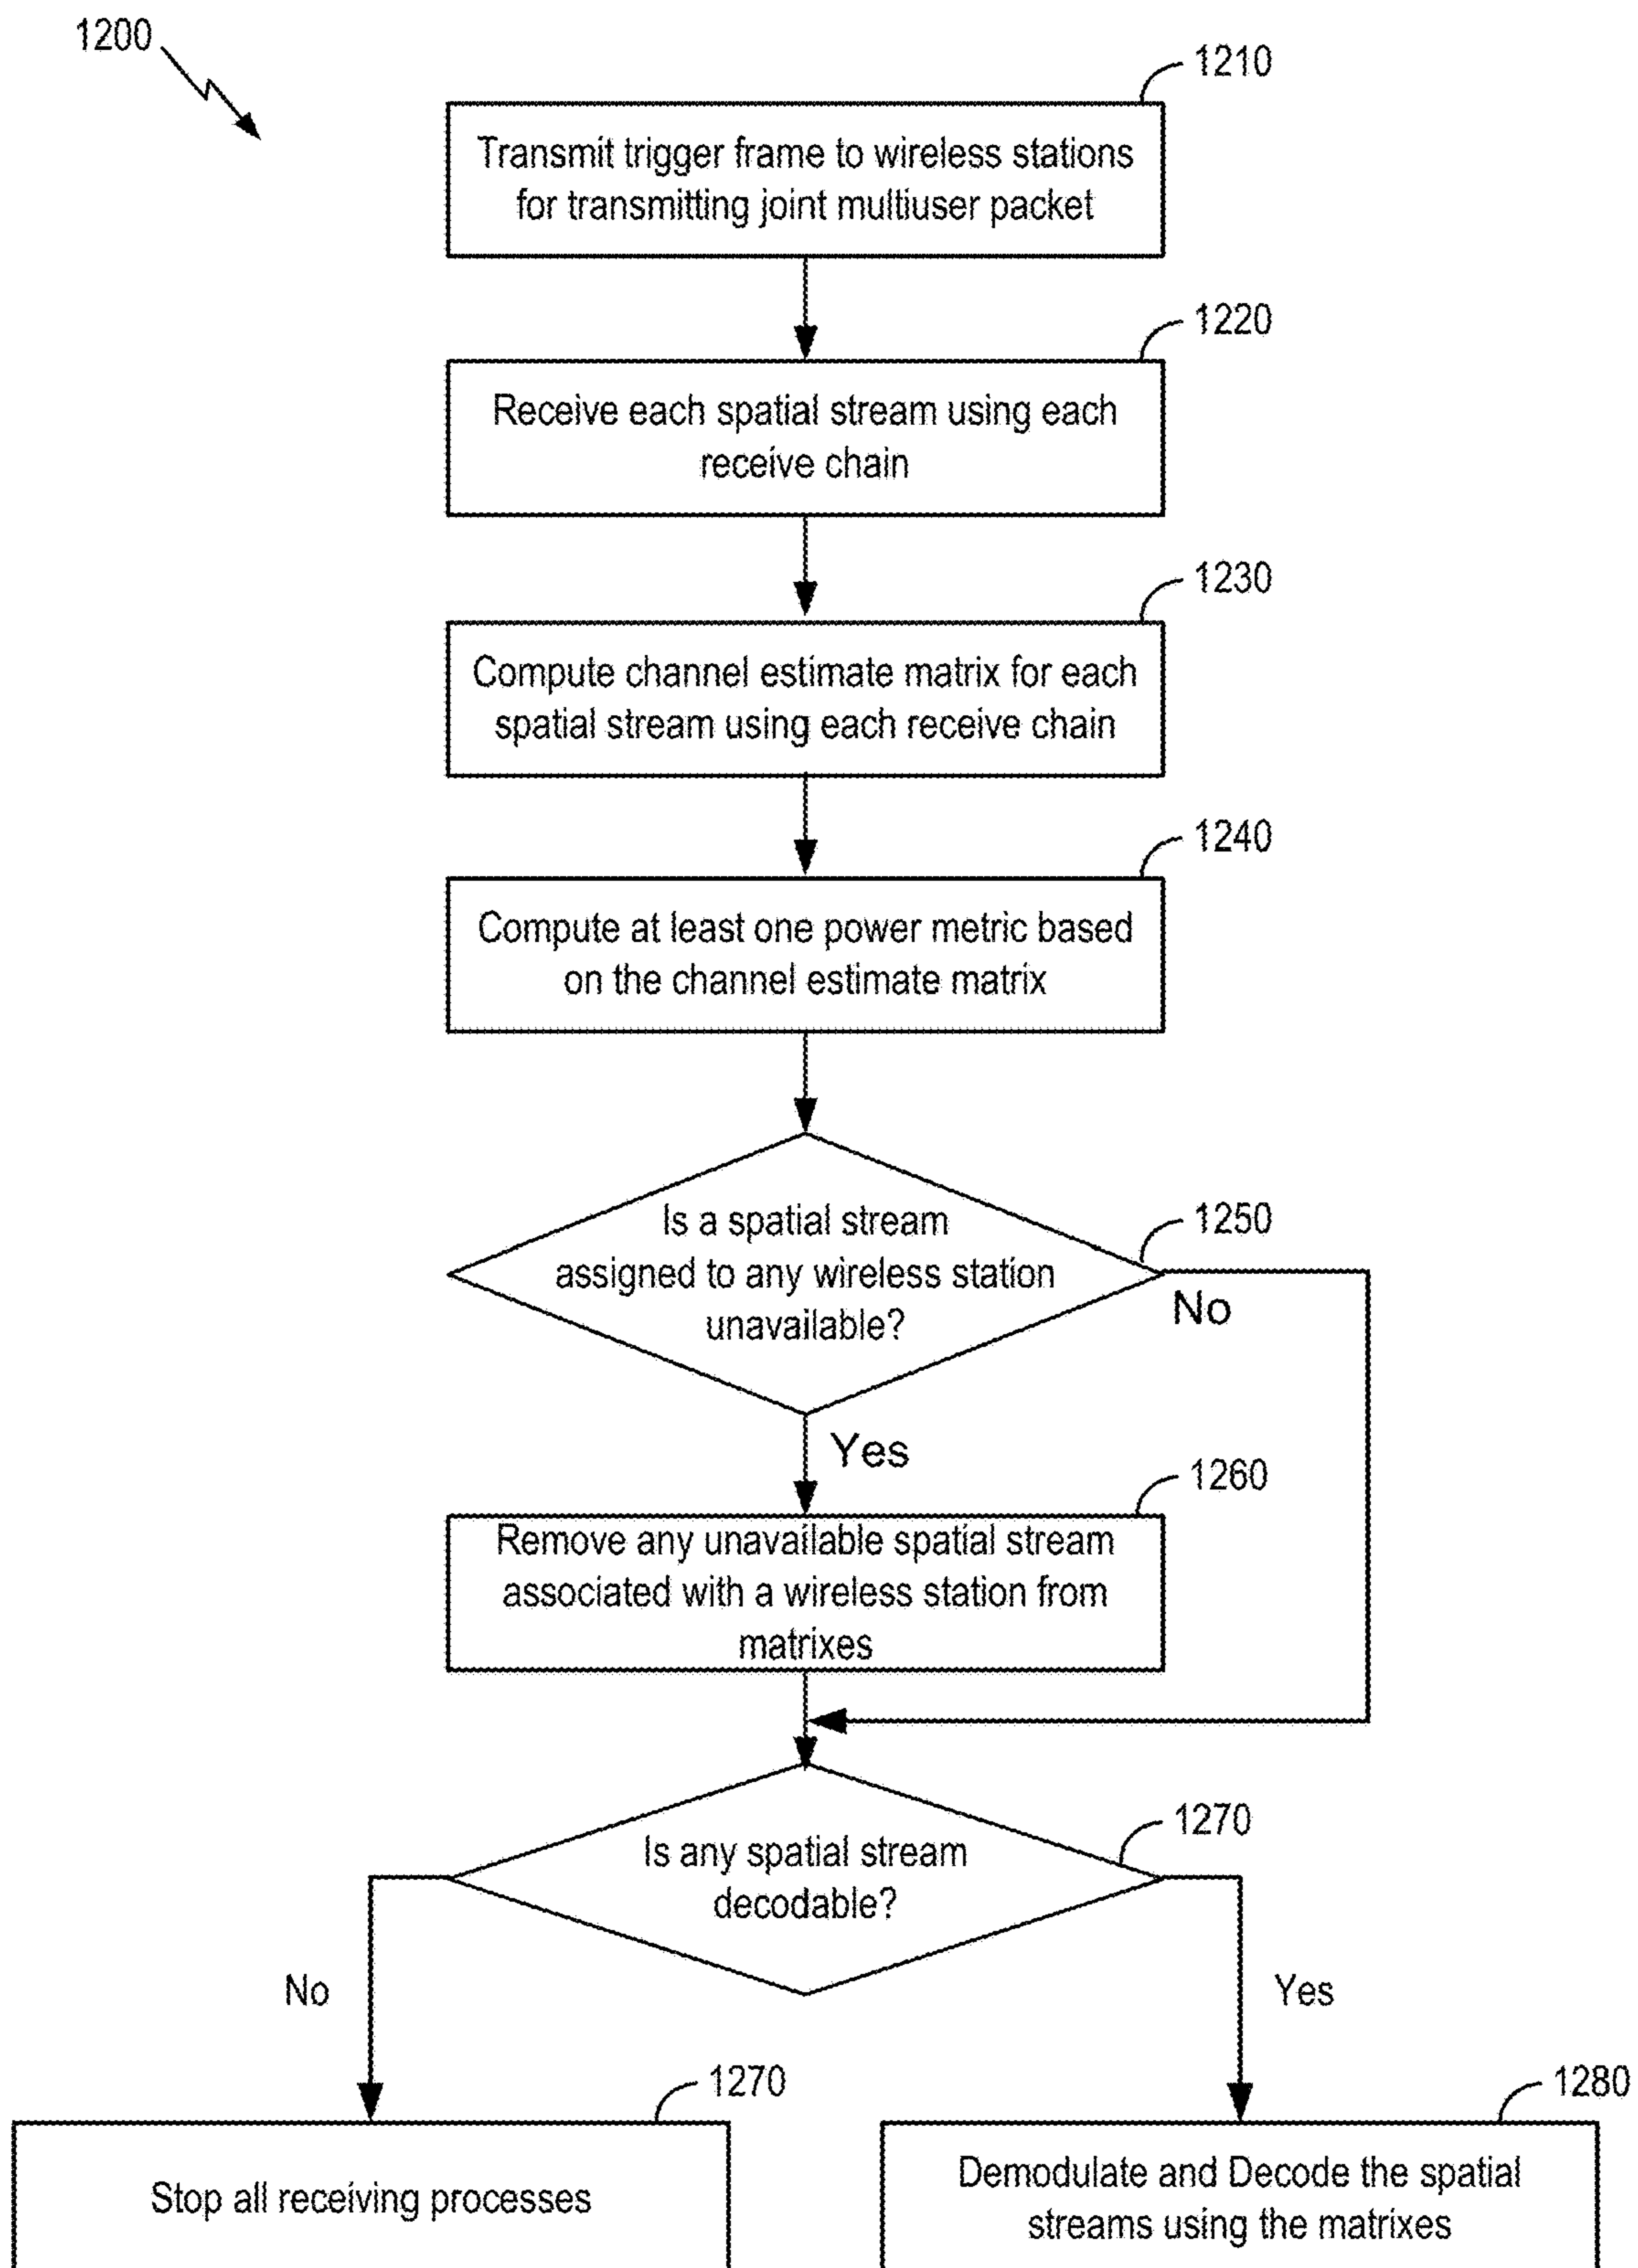 1200
1210
Transmit trigger frame to wireless stations
for transmitting joint multiuser packet
1220
Receive each spatial stream using each
receive chain
1230
Compute channel estimate matrix for each
spatial stream using each receive chain
1240
Compute at least one power metric based
on the channel estimate matrix
1250
Is a spatial stream
assigned to any wireless station
unavailable?
No
Yes
1260
Remove any unavailable spatial stream
associated with a wireless station from
matrixes
1270
Is any spatial stream
decodable?
No
Yes
1270
Stop all receiving processes
1280
Demodulate and Decode the spatial
streams using the matrixes